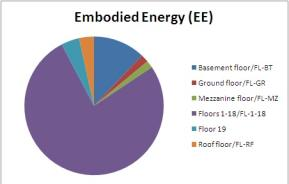 Embodied Energy (EE)
Basement floor/FL-BT
Ground floor/FL-GR
Mezzanine floor/FL-MZ
Floors 1-18/FL-1-18
Floor 19
Roof floor/FL-RF